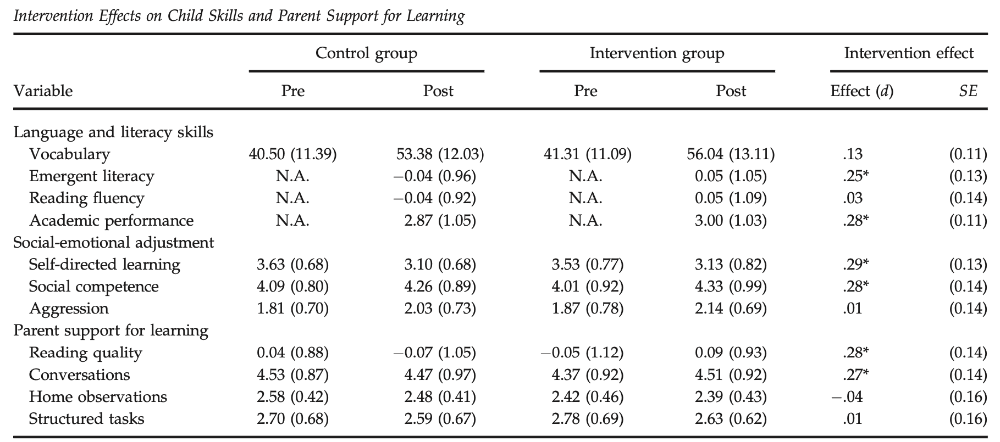 Intervention Effects on Child Skills and Parent Support for Learning
Control group Intervention group Intervention effect
Variable Pre Post Pre Post Effect (d) SE
Language and literacy skills
Vocabulary 40.50 (11.39) 53.38 (12.03) 41.31 (11.09) 56.04 (13.11) .13 (0.11)
Emergent literacy N.A. −0.04 (0.96) N.A. 0.05 (1.05) .25* (0.13)
Reading fluency N.A. −0.04 (0.92) N.A. 0.05 (1.09) .03 (0.14)
Academic performance N.A. 2.87 (1.05) N.A. 3.00 (1.03) .28* (0.11)
Social-emotional adjustment
Self-directed learning 3.63 (0.68) 3.10 (0.68) 3.53 (0.77) 3.13 (0.82) .29* (0.13)
Social competence 4.09 (0.80) 4.26 (0.89) 4.01 (0.92) 4.33 (0.99) .28* (0.14)
Aggression 1.81 (0.70) 2.03 (0.73) 1.87 (0.78) 2.14 (0.69) .01 (0.14)
Parent support for learning
Reading quality 0.04 (0.88) −0.07 (1.05) −0.05 (1.12) 0.09 (0.93) .28* (0.14)
Conversations 4.53 (0.87) 4.47 (0.97) 4.37 (0.92) 4.51 (0.92) .27* (0.14)
Home observations 2.58 (0.42) 2.48 (0.41) 2.42 (0.46) 2.39 (0.43) −.04 (0.16)
Structured tasks 2.70 (0.68) 2.59 (0.67) 2.78 (0.69) 2.63 (0.62) .01 (0.16)